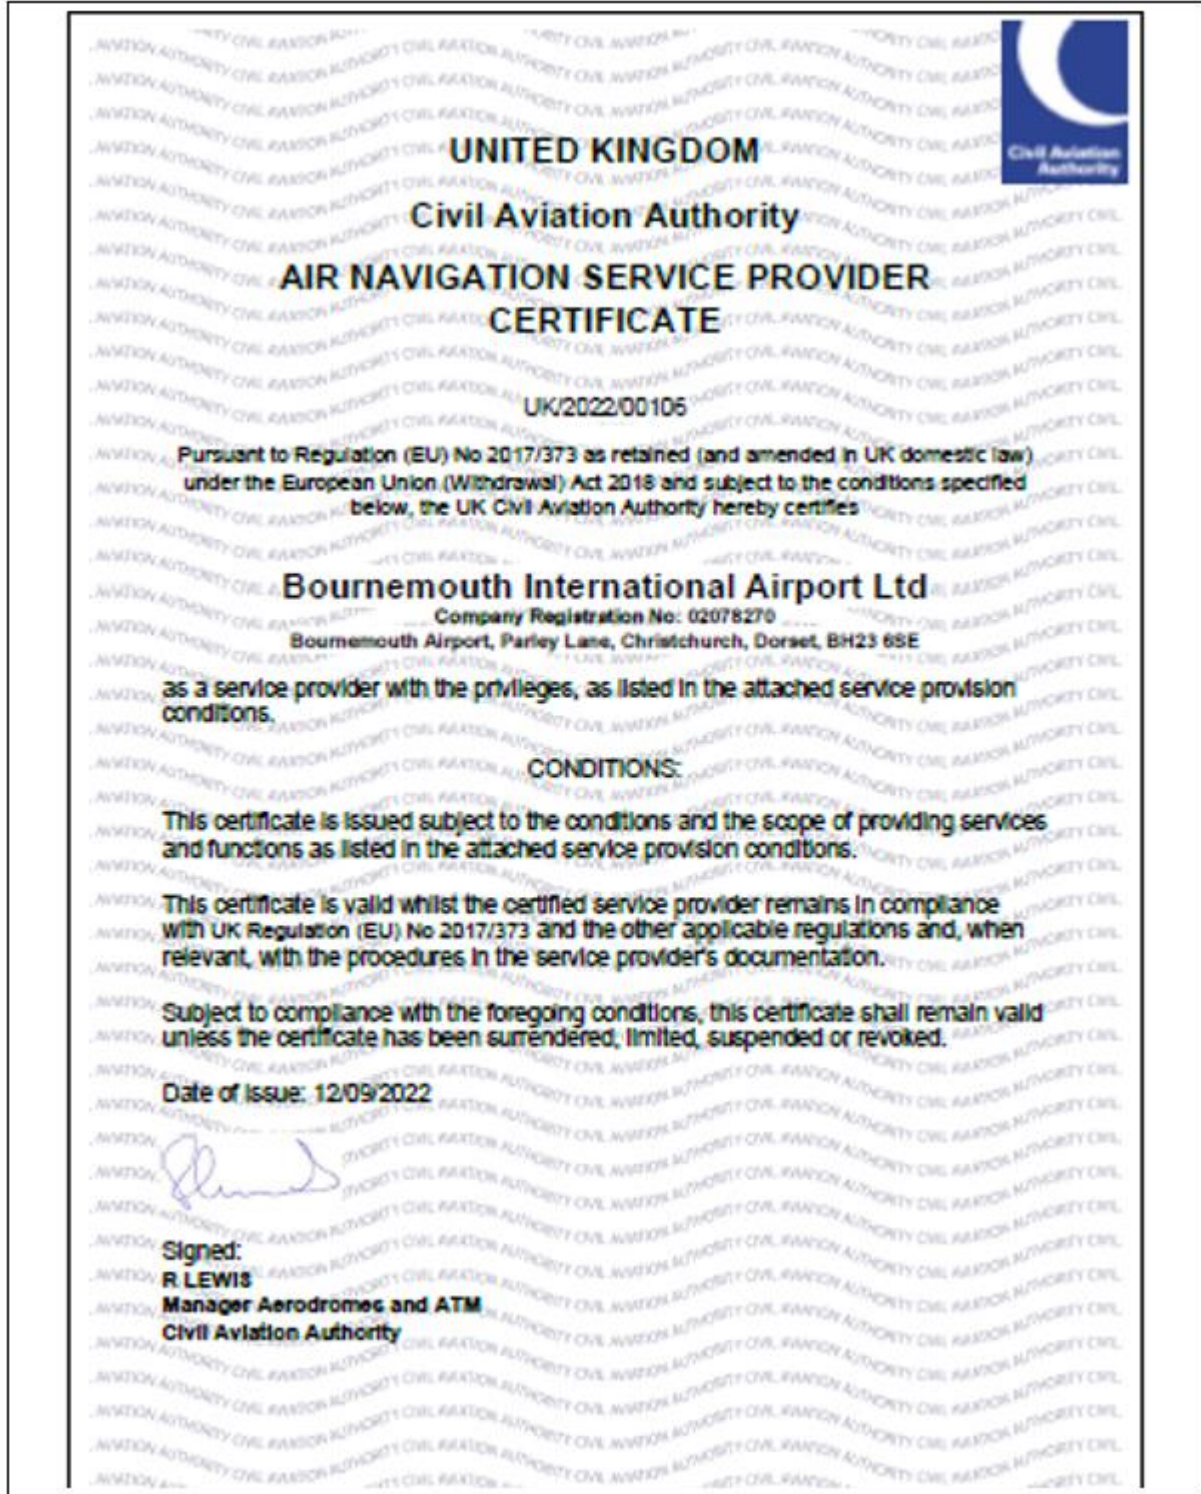 Civil Aviation
Authority
UNITED KINGDOM
Civil Aviation Authority
AIR NAVIGATION SERVICE PROVIDER
CERTIFICATE
UK/2022/00106
Pursuant to Regulation (EU) No 2017/373 as retained (and amended in UK domestic law)
under the European Union (Withdrawal) Act 2018 and subject to the conditions specified
below, the UK Civil Aviation Authority hereby certifies
Bournemouth International Airport Ltd
Company Registration No: 02078270
Bournemouth Airport, Parley Lane, Christchurch, Dorset, BH23 6SE
as a service provider with the privileges, as listed in the attached service provision
conditions.
CONDITIONS:
This certificate is issued subject to the conditions and the scope of providing services
and functions as listed in the attached service provision conditions.
This certificate is valid whilst the certified service provider remains in compliance
with UK Regulation (EU) No 2017/373 and the other applicable regulations and, when
relevant, with the procedures in the service provider's documentation.
Subject to compliance with the foregoing conditions, this certificate shall remain valid
unless the certificate has been surrendered, limited, suspended or revoked.
Date of issue: 12/09/2022
Signed:
R LEWIS
Manager Aerodromes and ATM
Civil Aviation Authority